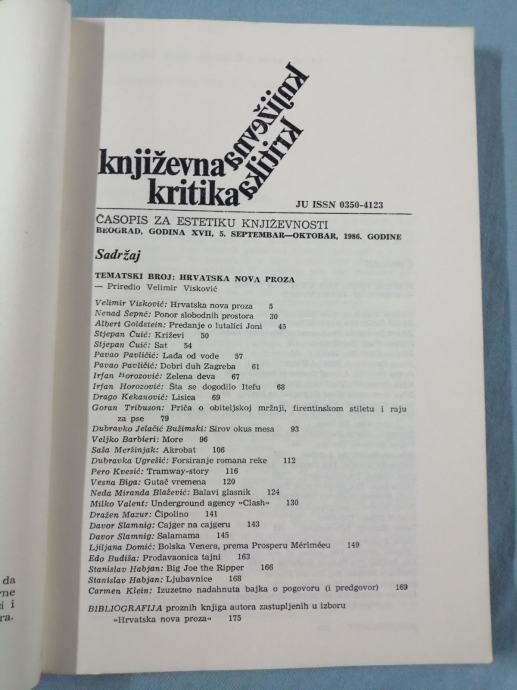 književna
kritika
književna
kritika
JU ISSN 0350-4123
ČASOPIS ZA ESTETIKU KNJIŽEVNOSTI
BEOGRAD, GODINA XVII, 5. SEPTEMBAR—OKTOBAR, 1986. GODINE
Sadržaj
TEMATSKI BROJ: HRVATSKA NOVA PROZA
— Priredio Velimir Visković
Velimir Visković: Hrvatska nova proza 5
Nenad Šepnć: Ponor slobodnih prostora 30
Albert Goldstein: Predanje o lutalici Joni 45
Stjepan Čuić: Križevi 50
Stjepan Čuić: Sat 54
Pavao Pavličić: Lađa od vode 57
Pavao Pavličić: Dobri duh Zagreba 61
Irfan Horozović: Zelena deva 67
Irfan Horozović: Šta se dogodilo Itefu 68
Drago Kekanović: Lisica 69
Goran Tribuson: Priča o obiteljskoj mržnji, firentinskom stiletu i raju
za pse 79
Dubravko Jelačić Bužimski: Sirov okus mesa 93
Veljko Barbieri: More 96
Saša Meršinjak: Akrobat 106
Dubravka Ugrešić: Forsiranje romana reke 112
Pero Kvesić: Tramway-story 116
Vesna Biga: Gutač vremena 120
Neda Miranda Blažević: Balavi glasnik 124
Milko Valent: Underground agency »Clash« 130
Dražen Mazur: Čipolino 141
Davor Slamnig: Cajger na cajgeru 143
Davor Slamnig: Salamama 145
Ljiljana Domić: Bolska Venera, prema Prosperu Mériméeu 149
Edo Budiša: Prodavaonica tajni 163
Stanislav Habjan: Big Joe the Ripper 166
Stanislav Habjan: Ljubavnice 168
Carmen Klein: Izuzetno nadahnuta bajka o pogovoru (i predgovor) 169
BIBLIOGRAFIJA proznih knjiga autora zastupljenih u izboru
»Hrvatska nova proza« 175
da
i